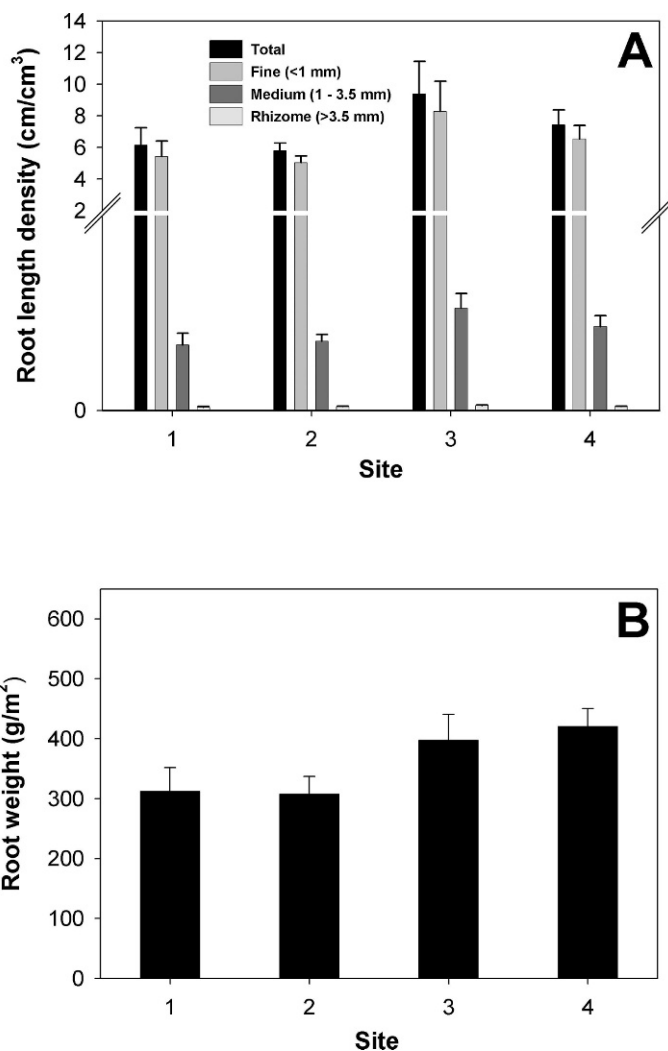 A
Total
Fine (<1 mm)
Medium (1 - 3.5 mm)
Rhizome (>3.5 mm)
Root length density (cm/cm³)
14
12
10
8
6
4
2
0
1 2 3 4
Site
B
Root weight (g/m²)
600
500
400
300
200
100
0
1 2 3 4
Site